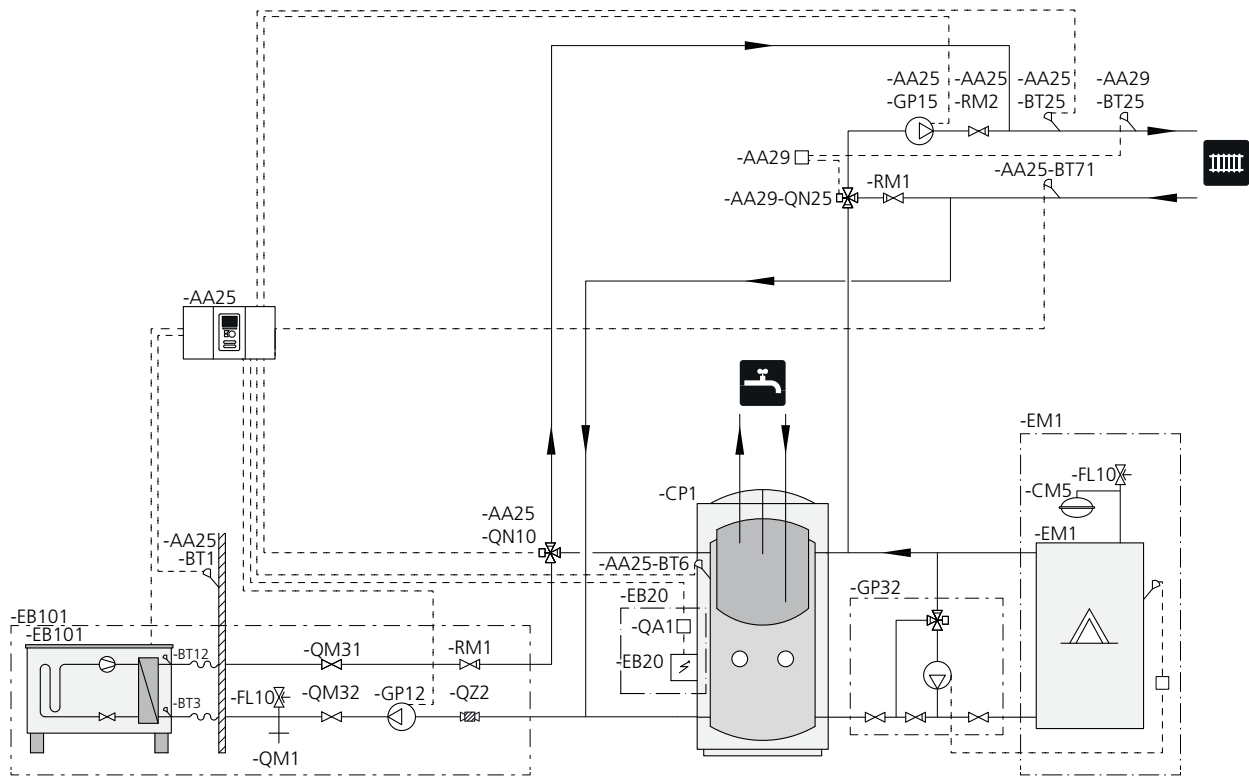 -AA25
-GP15
-AA25
-RM2
-AA25
-BT25
-AA29
-BT25
-AA29
-RM1
-AA25-BT71
-AA29-QN25
-AA25
-EM1
-FL10
-CM5
-EM1
-CP1
-AA25
-QN10
-AA25
-BT1
-AA25-BT6
-GP32
-EB20
-QA1
-EB20
-EB101
-EB101
-BT12
-QM31
-RM1
-BT3
-FL10
-QM32
-GP12
-QZ2
-QM1